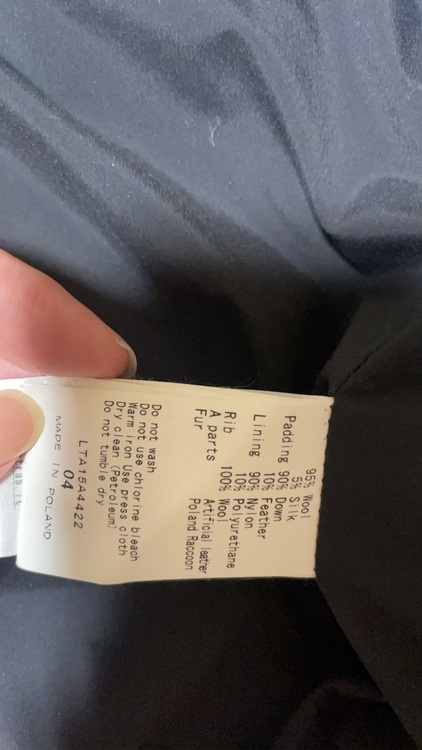 95% Wool
5% Silk
Padding 90% Down
10% Feather
Lining 90% Nylon
10% Polyurethane
Rib 100% Wool
A parts Artificial leather
Fur Poland Raccoon
Do not wash
Do not use chlorine bleach
Warm iron Use press cloth
Dry clean (Petroleum)
Do not tumble dry
LTA15A4422
04
MADE IN POLAND